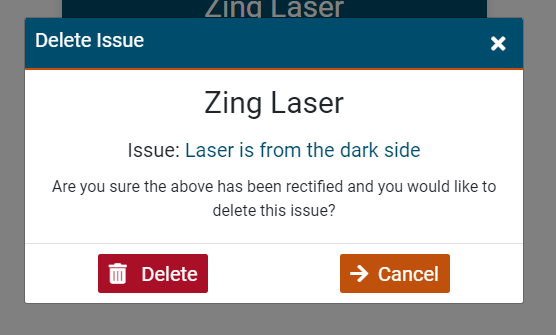 Zing Laser
Delete Issue
Zing Laser
Issue: Laser is from the dark side
Are you sure the above has been rectified and you would like to
delete this issue?
Delete
Cancel